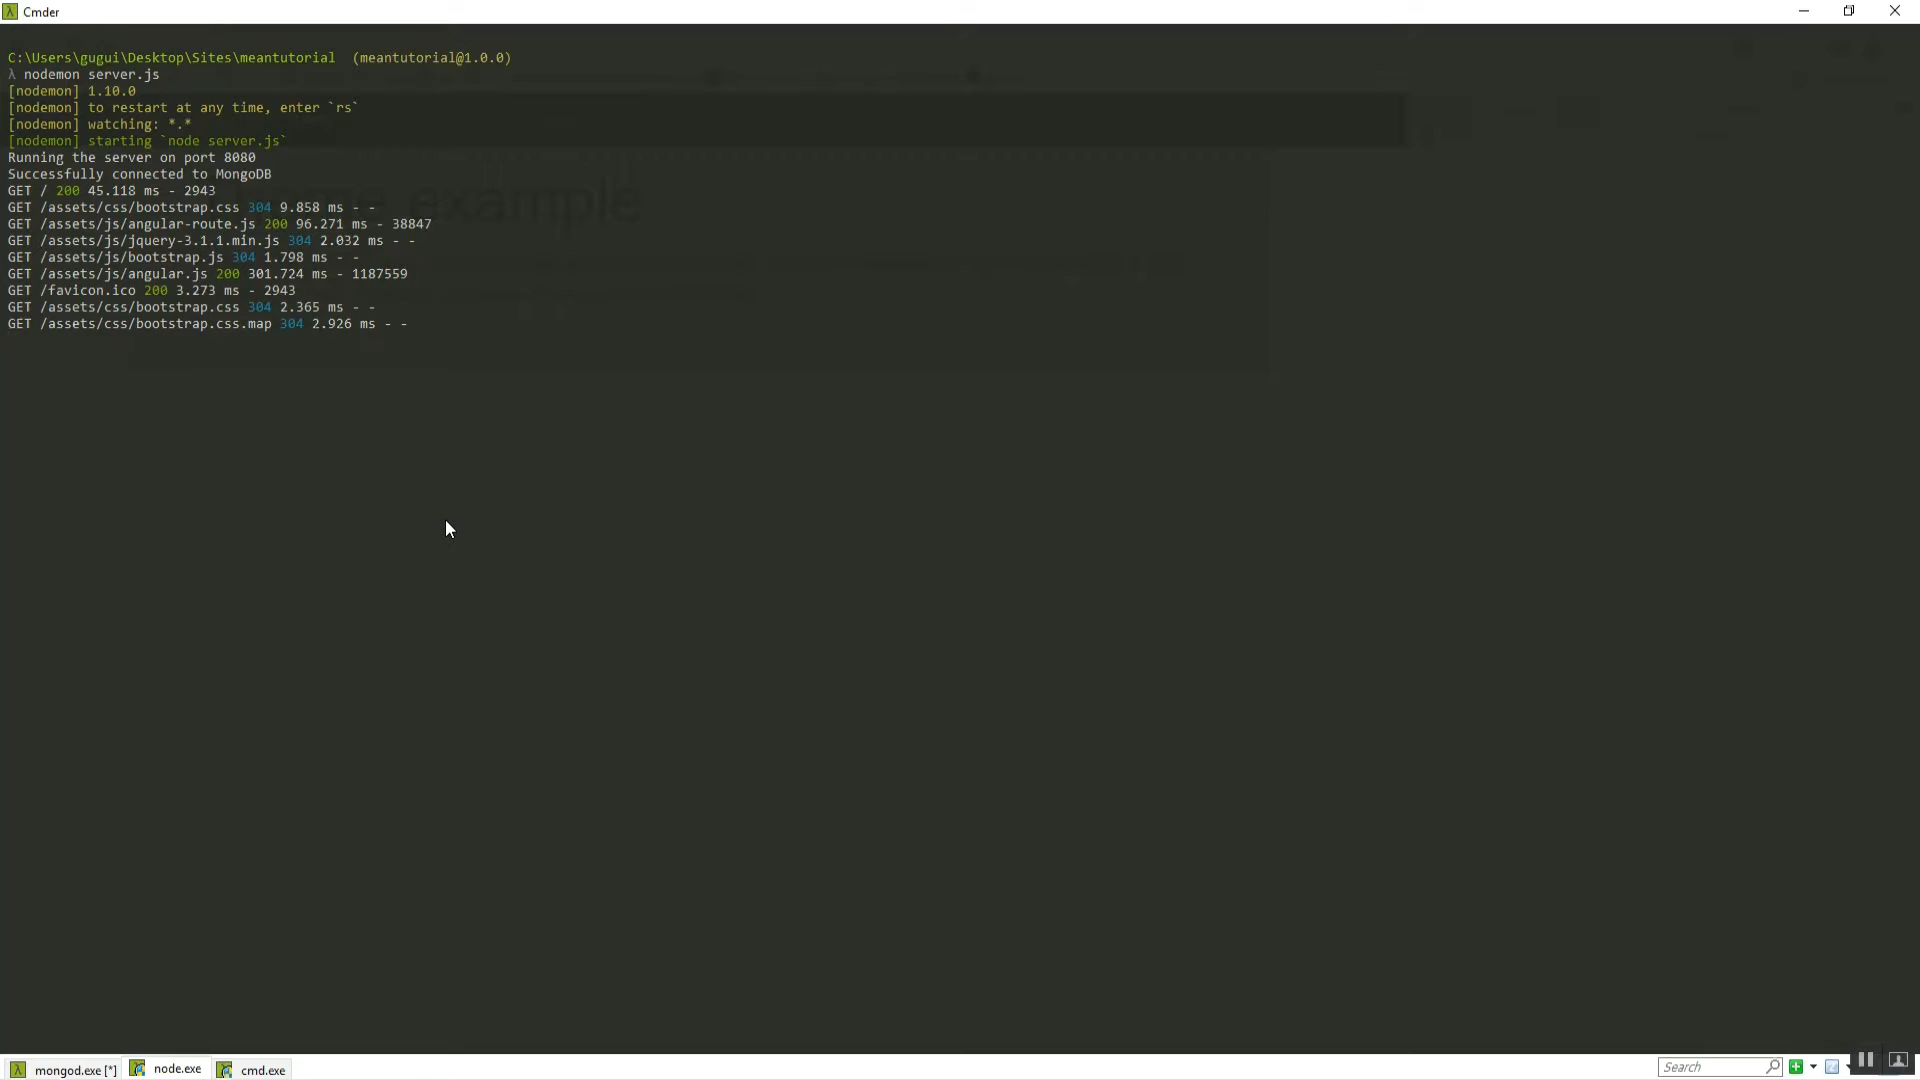 Cmder
C:\Users\gugui\Desktop\Sites\meantutorial (meantutorial@1.0.0)
λ nodemon server.js
[nodemon] 1.10.0
[nodemon] to restart at any time, enter `rs`
[nodemon] watching: *.*
[nodemon] starting `node server.js`
Running the server on port 8080
Successfully connected to MongoDB
GET / 200 45.118 ms - 2943
GET /assets/css/bootstrap.css 304 9.858 ms - -
GET /assets/js/angular-route.js 200 96.271 ms - 38847
GET /assets/js/jquery-3.1.1.min.js 304 2.032 ms - -
GET /assets/js/bootstrap.js 304 1.798 ms - -
GET /assets/js/angular.js 200 301.724 ms - 1187559
GET /favicon.ico 200 3.273 ms - 2943
GET /assets/css/bootstrap.css 304 2.365 ms - -
GET /assets/css/bootstrap.css.map 304 2.926 ms - -
example
mongod.exe [*] node.exe cmd.exe Search